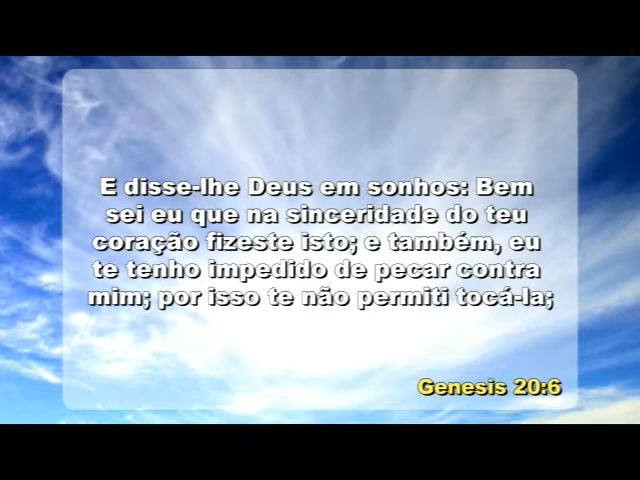 E disse-lhe Deus em sonhos: Bem
sei eu que na sinceridade do teu
coração fizeste isto; e também, eu
te tenho impedido de pecar contra
mim; por isso te não permiti tocá-la;
Genesis 20:6